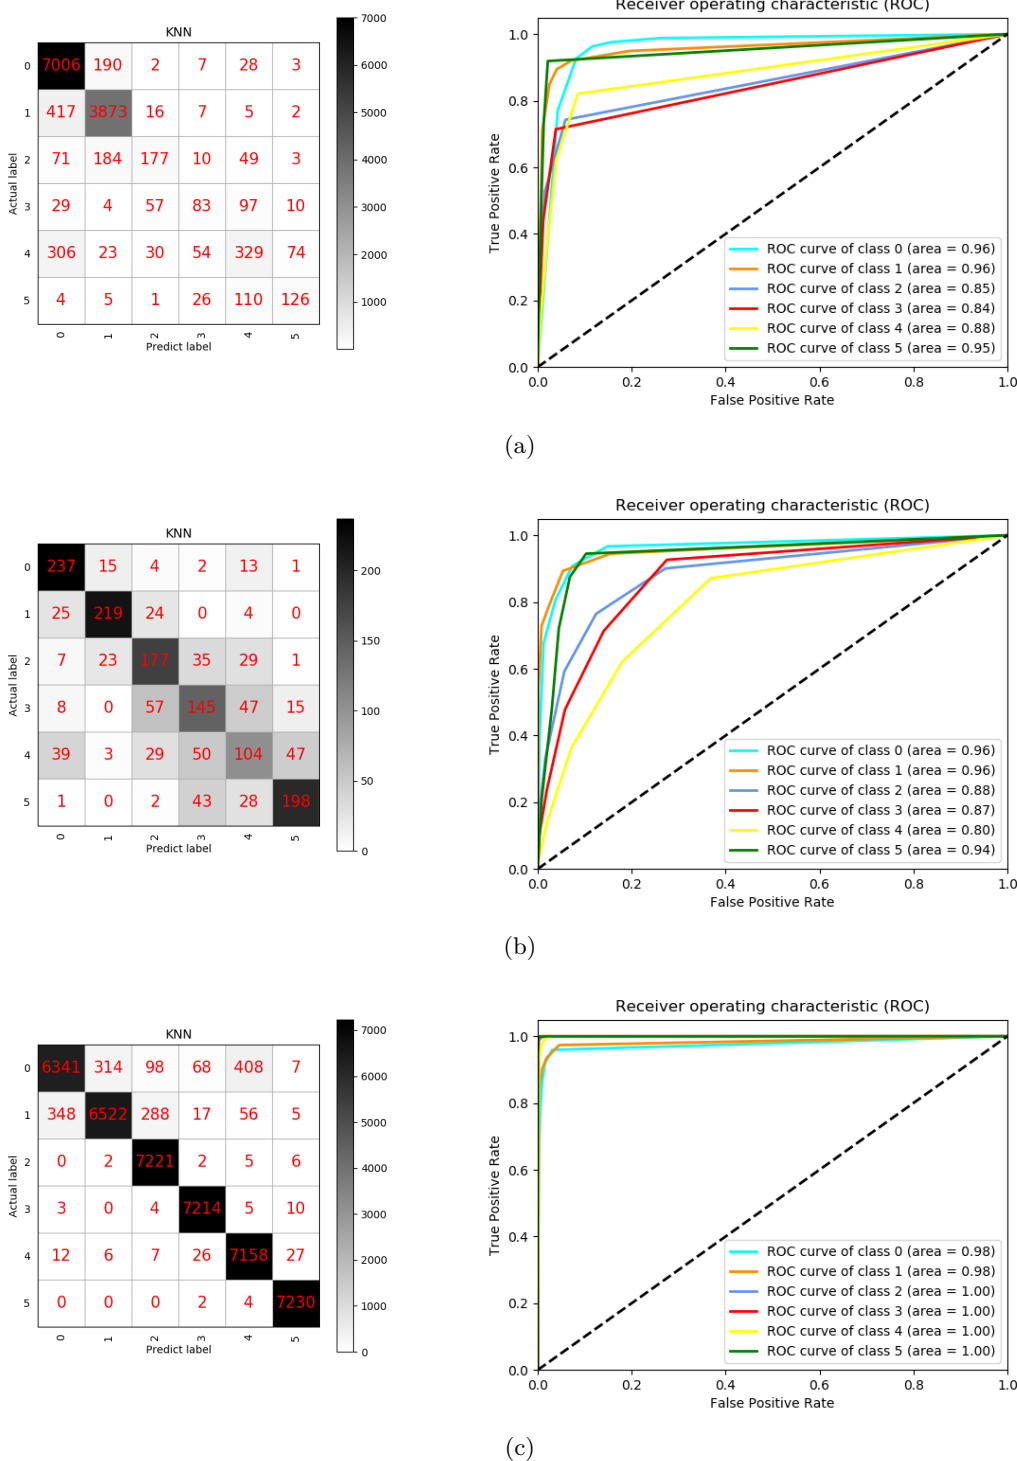 KNN
0 7006 190 2 7 28 3
1 417 3873 16 7 5 2
2 71 184 177 10 49 3
3 29 4 57 83 97 10
4 306 23 30 54 329 74
5 4 5 1 26 110 126
0 1 2 3 4 5
Actual label
Predict label
7000
6000
5000
4000
3000
2000
1000
Receiver operating characteristic (ROC)
1.0
0.8
0.6
0.4
0.2
0.0
True Positive Rate
ROC curve of class 0 (area = 0.96)
ROC curve of class 1 (area = 0.96)
ROC curve of class 2 (area = 0.85)
ROC curve of class 3 (area = 0.84)
ROC curve of class 4 (area = 0.88)
ROC curve of class 5 (area = 0.95)
0.0 0.2 0.4 0.6 0.8 1.0
False Positive Rate
(a)
KNN
0 237 15 4 2 13 1
1 25 219 24 0 4 0
2 7 23 177 35 29 1
3 8 0 57 145 47 15
4 39 3 29 50 104 47
5 1 0 2 43 28 198
0 1 2 3 4 5
Actual label
Predict label
200
150
100
50
0
Receiver operating characteristic (ROC)
1.0
0.8
0.6
0.4
0.2
0.0
True Positive Rate
ROC curve of class 0 (area = 0.96)
ROC curve of class 1 (area = 0.96)
ROC curve of class 2 (area = 0.88)
ROC curve of class 3 (area = 0.87)
ROC curve of class 4 (area = 0.80)
ROC curve of class 5 (area = 0.94)
0.0 0.2 0.4 0.6 0.8 1.0
False Positive Rate
(b)
KNN
0 6341 314 98 68 408 7
1 348 6522 288 17 56 5
2 0 2 7221 2 5 6
3 3 0 4 7214 5 10
4 12 6 7 26 7158 27
5 0 0 0 2 4 7230
0 1 2 3 4 5
Actual label
Predict label
7000
6000
5000
4000
3000
2000
1000
0
Receiver operating characteristic (ROC)
1.0
0.8
0.6
0.4
0.2
0.0
True Positive Rate
ROC curve of class 0 (area = 0.98)
ROC curve of class 1 (area = 0.98)
ROC curve of class 2 (area = 1.00)
ROC curve of class 3 (area = 1.00)
ROC curve of class 4 (area = 1.00)
ROC curve of class 5 (area = 1.00)
0.0 0.2 0.4 0.6 0.8 1.0
False Positive Rate
(c)